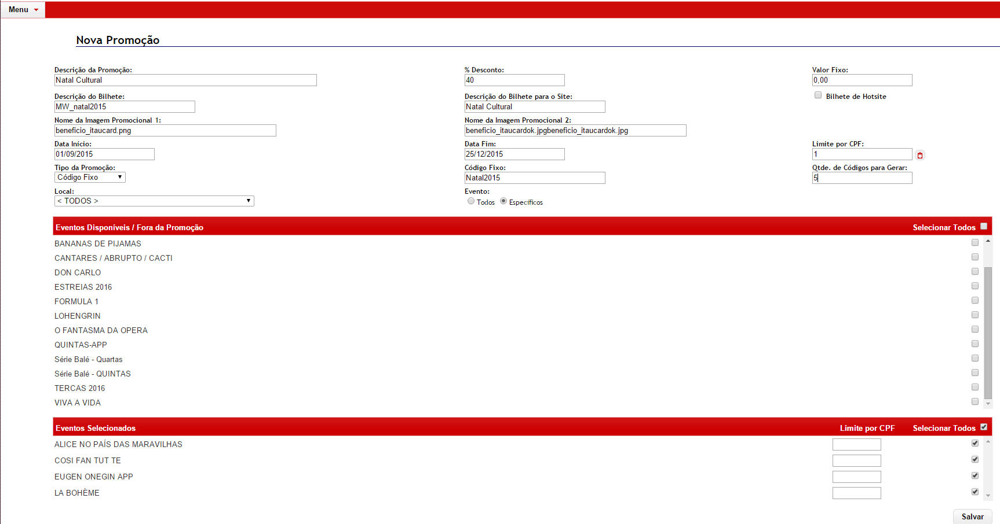 Menu
Nova Promoção
Descrição da Promoção: % Desconto: Valor Fixo:
Natal Cultural 40 0,00
Descrição do Bilhete: Descrição do Bilhete para o Site: Bilhete de Hotsite
MW_natal2015 Natal Cultural
Nome da Imagem Promocional 1: Nome da Imagem Promocional 2:
beneficio_itaucard.png beneficio_itaucardok.jpgbeneficio_itaucardok.jpg
Data Início: Data Fim: Limite por CPF:
01/09/2015 25/12/2015 1
Tipo da Promoção: Código Fixo: Qtde. de Códigos para Gerar:
Código Fixo Natal2015 5
Local: Evento:
< TODOS > Todos Específicos
Eventos Disponíveis / Fora da Promoção Selecionar Todos
BANANAS DE PIJAMAS
CANTARES / ABRUPTO / CACTI
DON CARLO
ESTREIAS 2016
FORMULA 1
LOHENGRIN
O FANTASMA DA OPERA
QUINTAS-APP
Série Balé - Quartas
Série Balé - QUINTAS
TERCAS 2016
VIVA A VIDA
Eventos Selecionados Limite por CPF Selecionar Todos
ALICE NO PAÍS DAS MARAVILHAS
COSI FAN TUT TE
EUGEN ONEGIN APP
LA BOHÈME
Salvar